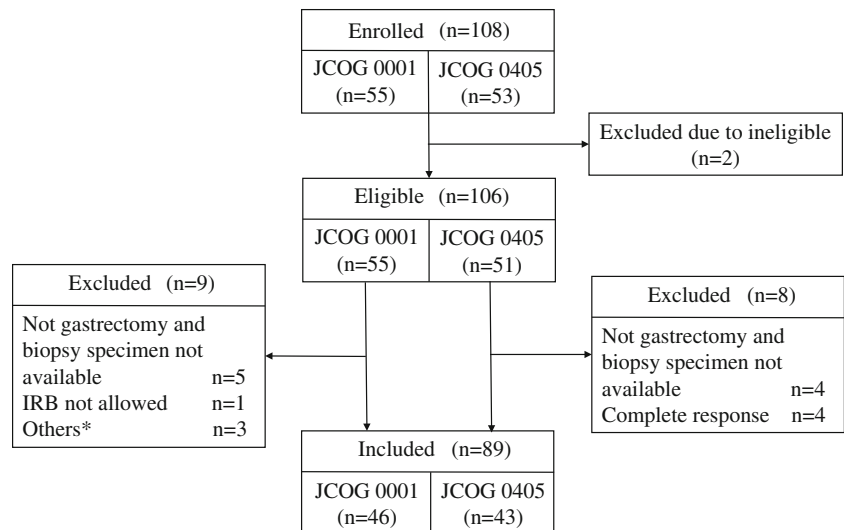 Enrolled (n=108)
JCOG 0001
(n=55)
JCOG 0405
(n=53)
Excluded due to ineligible
(n=2)
Eligible (n=106)
JCOG 0001
(n=55)
JCOG 0405
(n=51)
Excluded (n=9)
Not gastrectomy and
biopsy specimen not
available n=5
IRB not allowed n=1
Others* n=3
Excluded (n=8)
Not gastrectomy and
biopsy specimen not
available n=4
Complete response n=4
Included (n=89)
JCOG 0001
(n=46)
JCOG 0405
(n=43)